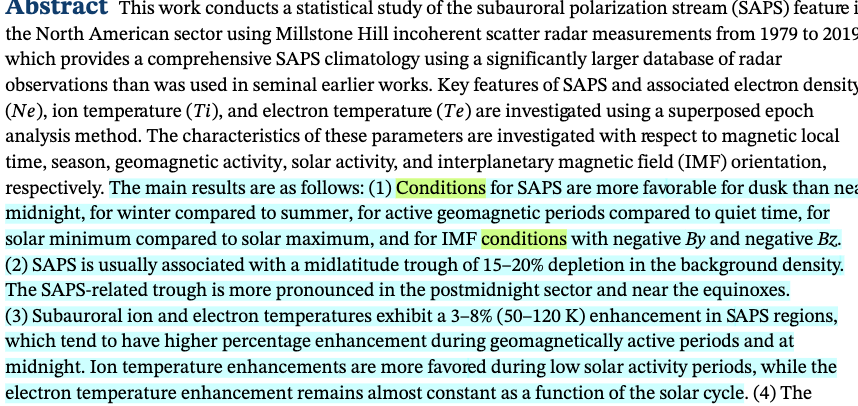 Abstract This work conducts a statistical study of the subauroral polarization stream (SAPS) feature
the North American sector using Millstone Hill incoherent scatter radar measurements from 1979 to 2019
which provides a comprehensive SAPS climatology using a significantly larger database of radar
observations than was used in seminal earlier works. Key features of SAPS and associated electron density
(Ne), ion temperature (Ti), and electron temperature (Te) are investigated using a superposed epoch
analysis method. The characteristics of these parameters are investigated with respect to magnetic local
time, season, geomagnetic activity, solar activity, and interplanetary magnetic field (IMF) orientation,
respectively. The main results are as follows: (1) Conditions for SAPS are more favorable for dusk than
midnight, for winter compared to summer, for active geomagnetic periods compared to quiet time, for
solar minimum compared to solar maximum, and for IMF conditions with negative By and negative Bz.
(2) SAPS is usually associated with a midlatitude trough of 15–20% depletion in the background density.
The SAPS-related trough is more pronounced in the postmidnight sector and near the equinoxes.
(3) Subauroral ion and electron temperatures exhibit a 3–8% (50–120 K) enhancement in SAPS regions,
which tend to have higher percentage enhancement during geomagnetically active periods and at
midnight. Ion temperature enhancements are more favored during low solar activity periods, while the
electron temperature enhancement remains almost constant as a function of the solar cycle. (4) The